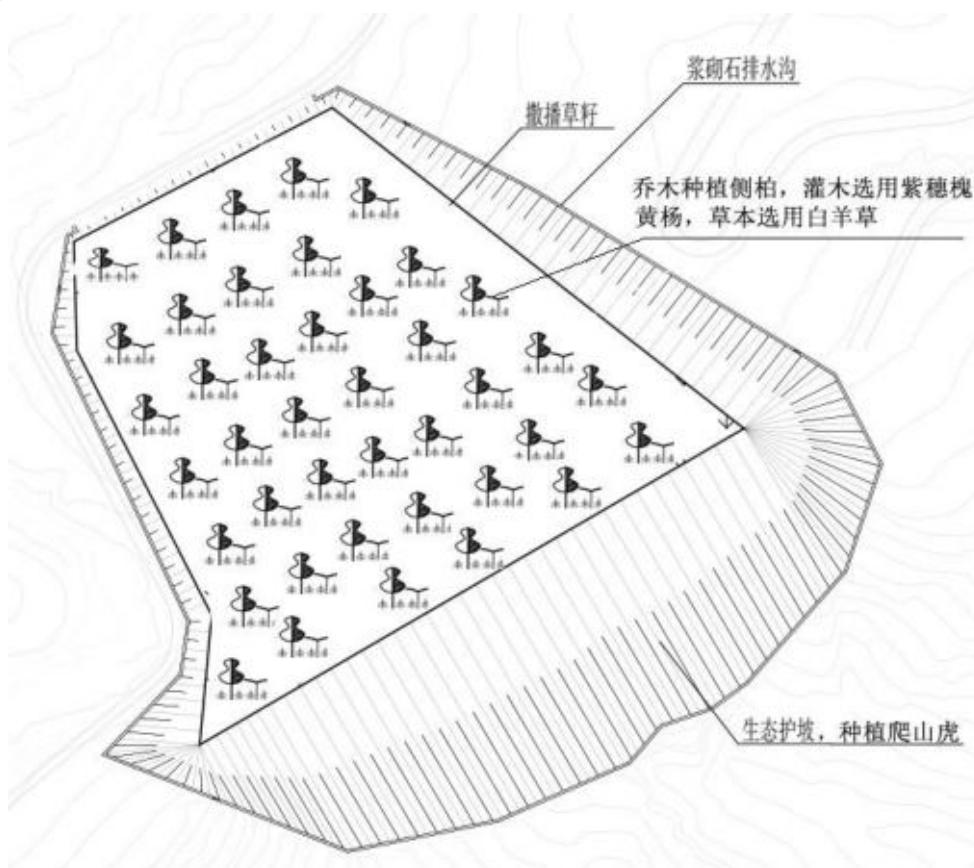 浆砌石排水沟
撒播草籽
乔木种植侧柏，灌木选用紫穗槐
黄杨，草本选用白羊草
生态护坡，种植爬山虎